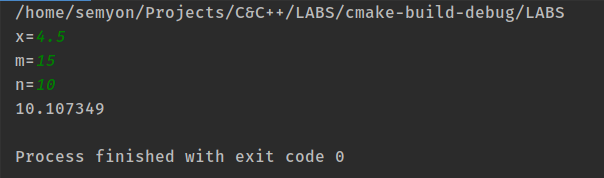 /home/semyon/Projects/C&C++/LABS/cmake-build-debug/LABS
x=4.5
m=15
n=10
10.107349
Process finished with exit code 0